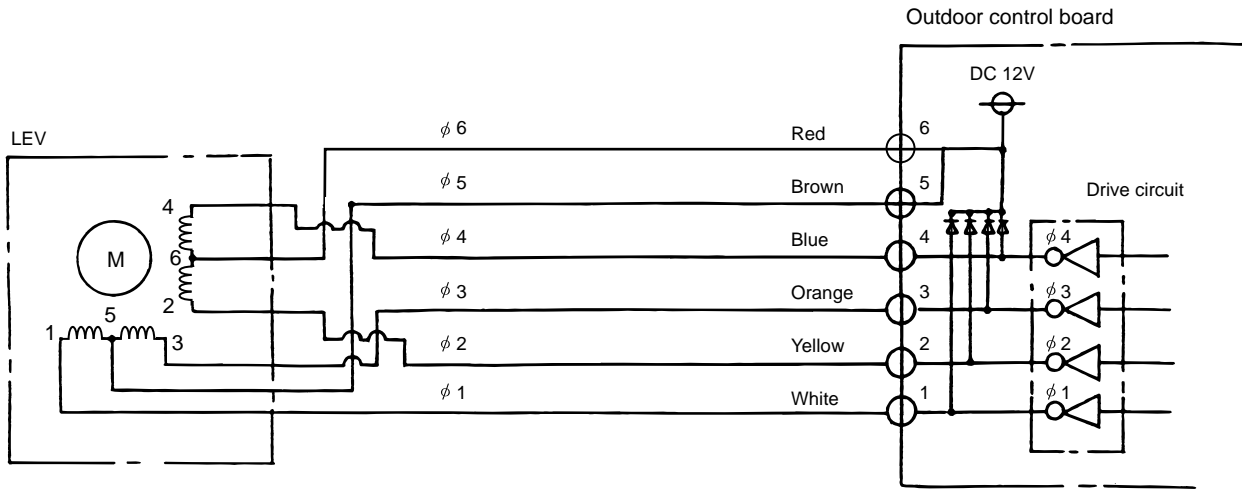 Outdoor control board
DC 12V
LEV
φ 6 Red 6
φ 5 Brown 5
Drive circuit
4
φ 4 Blue 4 φ 4
M
6
φ 3 Orange 3 φ 3
2
5
1 3
φ 2 Yellow 2 φ 2
φ 1 White 1 φ 1